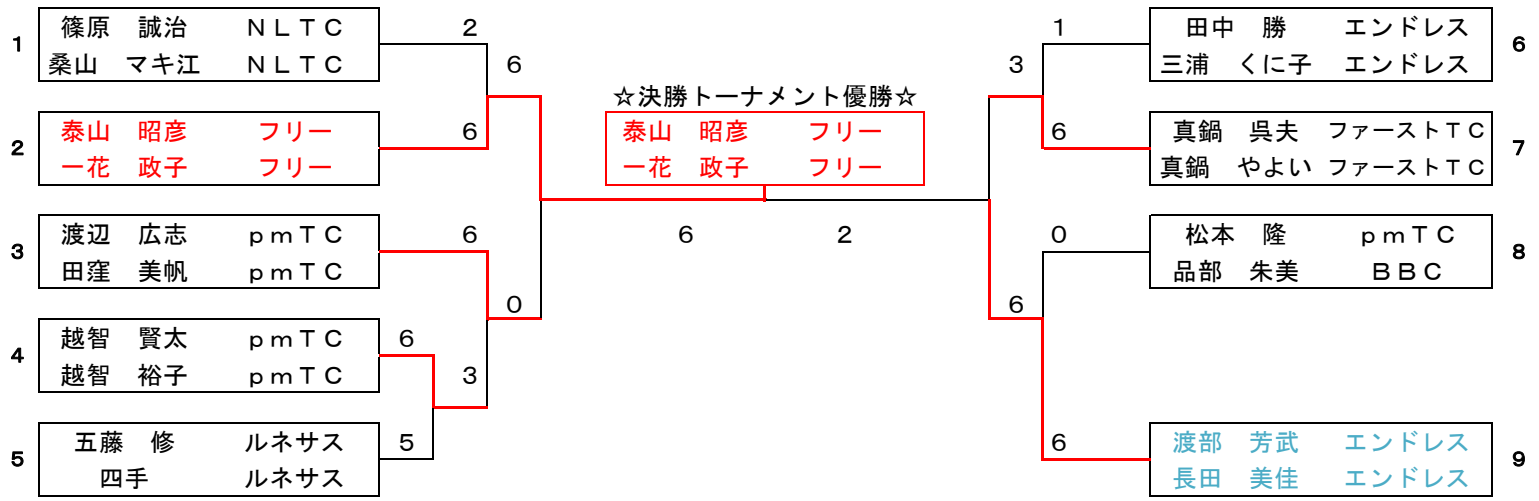 1
篠原　誠治　ＮＬＴＣ
桑山　マキ江　ＮＬＴＣ
2
2
泰山　昭彦　フリー
一花　政子　フリー
6
6
3
渡辺　広志　ｐｍＴＣ
田窪　美帆　ｐｍＴＣ
6
0
4
越智　賢太　ｐｍＴＣ
越智　裕子　ｐｍＴＣ
6
3
5
五藤　修　ルネサス
四手　ルネサス
5
☆決勝トーナメント優勝☆
泰山　昭彦　フリー
一花　政子　フリー
6　2
1
田中　勝　エンドレス
三浦　くに子　エンドレス
6
3
6
真鍋　呉夫　ファーストＴＣ
真鍋　やよい　ファーストＴＣ
7
0
松本　隆　ｐｍＴＣ
品部　朱美　ＢＢＣ
8
6
6
渡部　芳武　エンドレス
長田　美佳　エンドレス
9